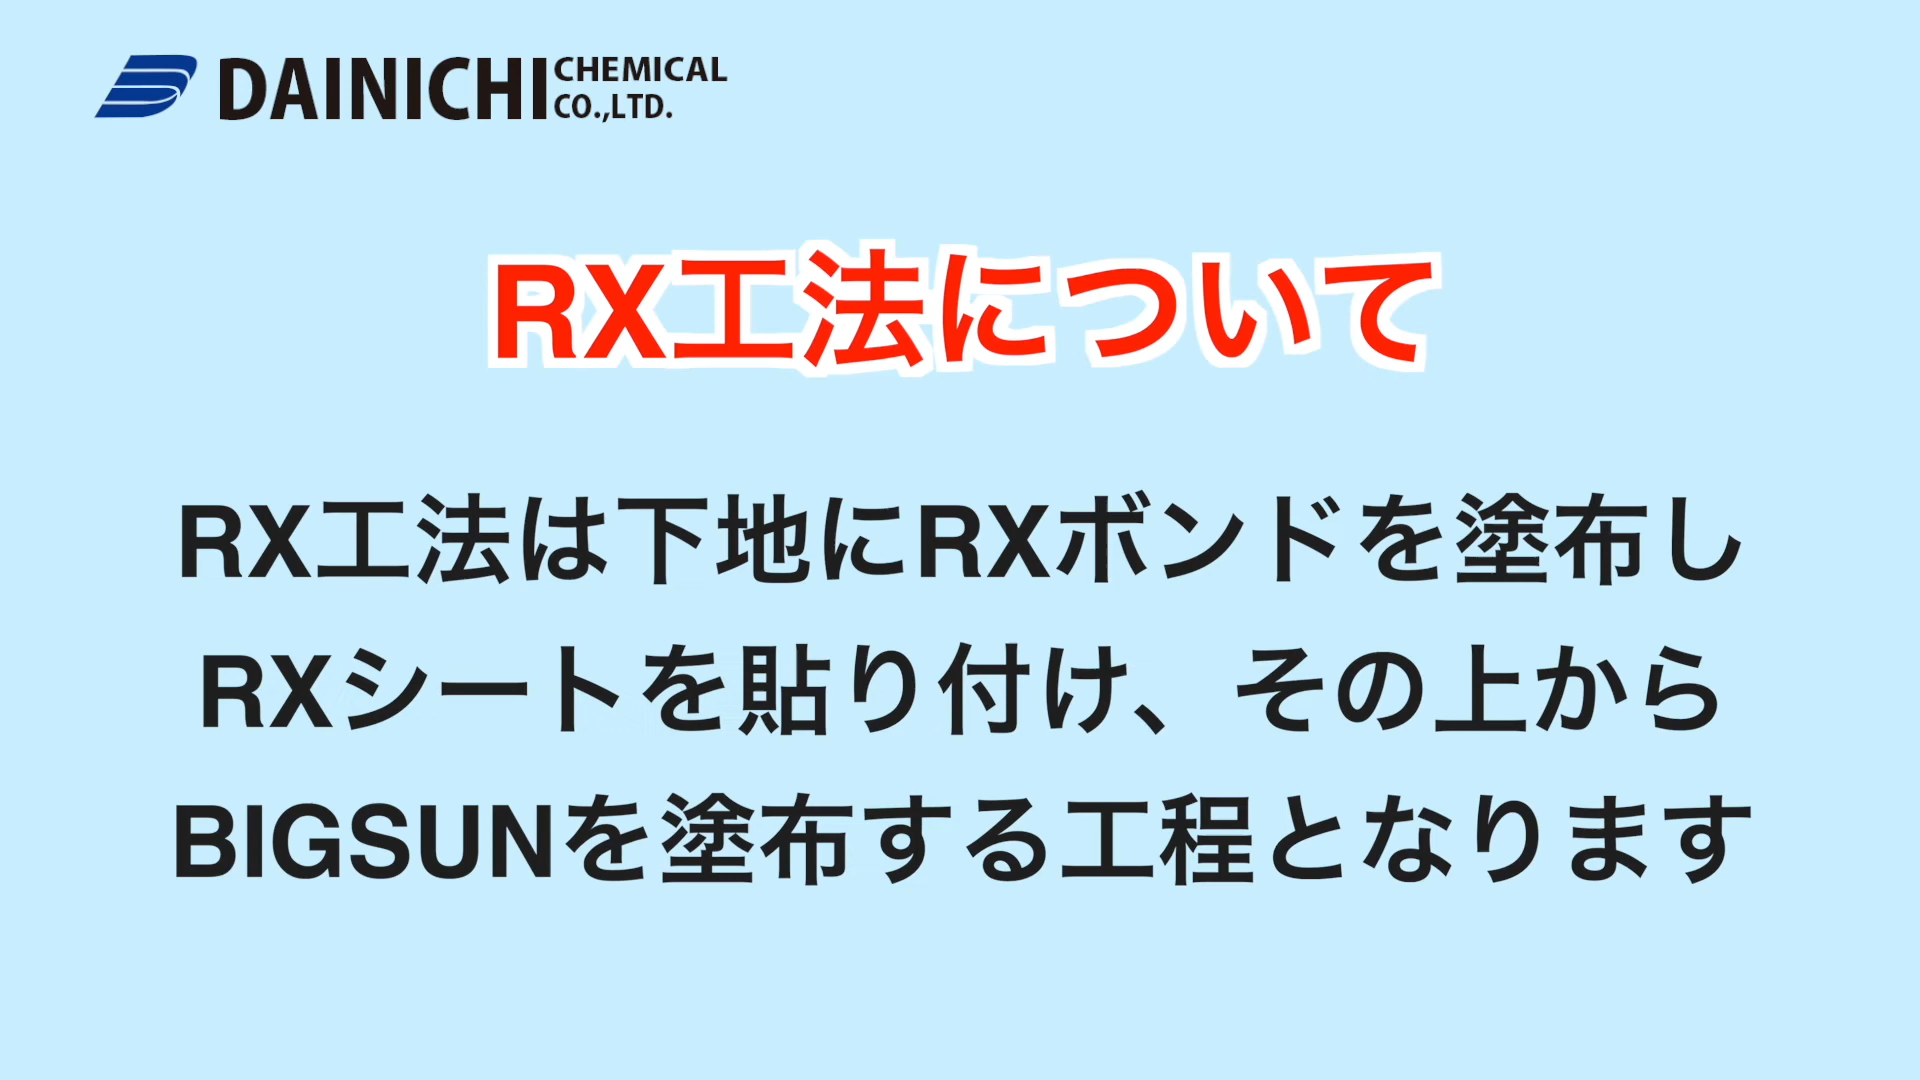 DAINICHI CHEMICAL CO.,LTD.
RX工法について
RX工法は下地にRXボンドを塗布し
RXシートを貼り付け、その上から
BIGSUNを塗布する工程となります